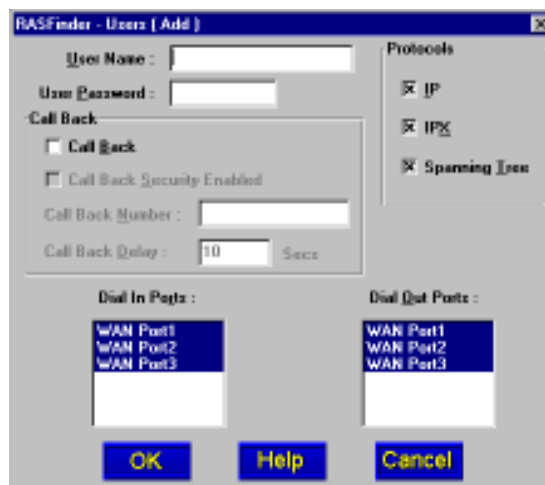 RASFinder - Users ( Add )
User Name :
User Password :
Call Back
Call Back
Call Back Security Enabled
Call Back Number :
Call Back Delay : 10 Secs
Protocols
IP
IPX
Spanning Tree
Dial In Ports :
WAN Port1
WAN Port2
WAN Port3
Dial Out Ports :
WAN Port1
WAN Port2
WAN Port3
OK
Help
Cancel